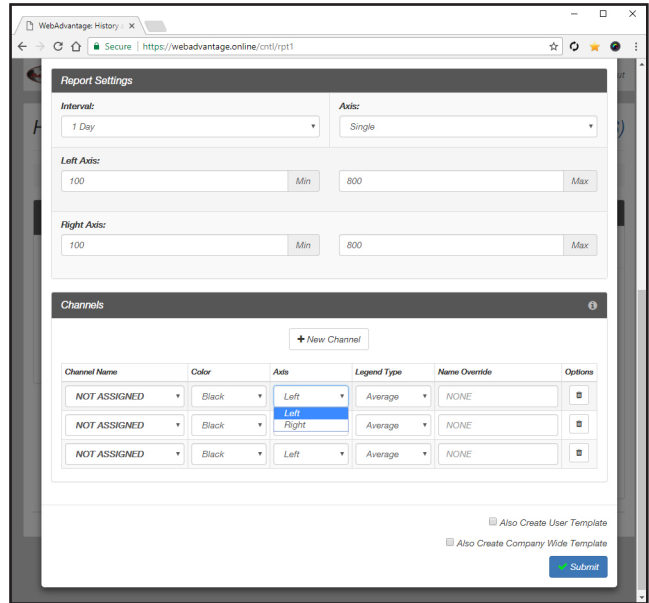 WebAdvantage: History
Secure | https://webadvantage.online/cntl/rpt1
Report Settings
Interval: Axis:
1 Day Single
Left Axis:
100 Min 800 Max
Right Axis:
100 Min 800 Max
Channels
New Channel
Channel Name Color Axis Legend Type Name Override Options
NOT ASSIGNED Black Left Average NONE
Left
NOT ASSIGNED Black Right Average NONE
NOT ASSIGNED Black Left Average NONE
Also Create User Template
Also Create Company Wide Template
Submit